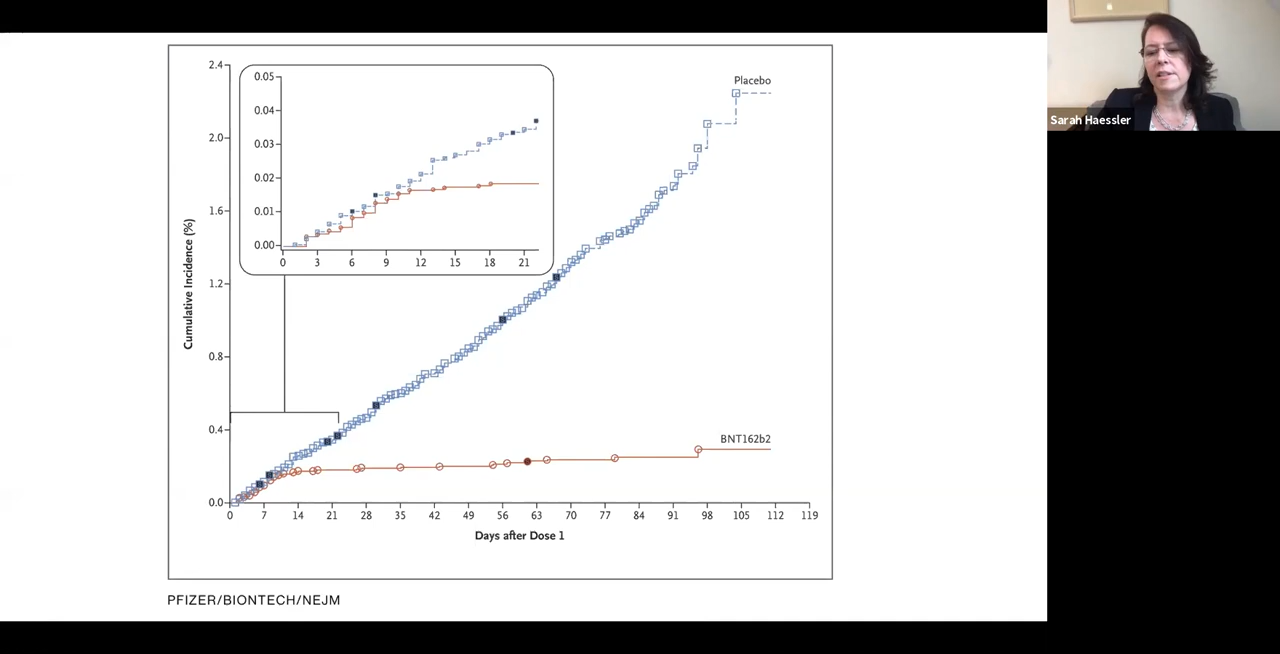 2.4
2.0
1.6
1.2
0.8
0.4
0.0
Cumulative Incidence (%)
0.05
0.04
0.03
0.02
0.01
0.00
0 3 6 9 12 15 18 21
Placebo
BNT162b2
0 7 14 21 28 35 42 49 56 63 70 77 84 91 98 105 112 119
Days after Dose 1
PFIZER/BIONTECH/NEJM
Sarah Haessler